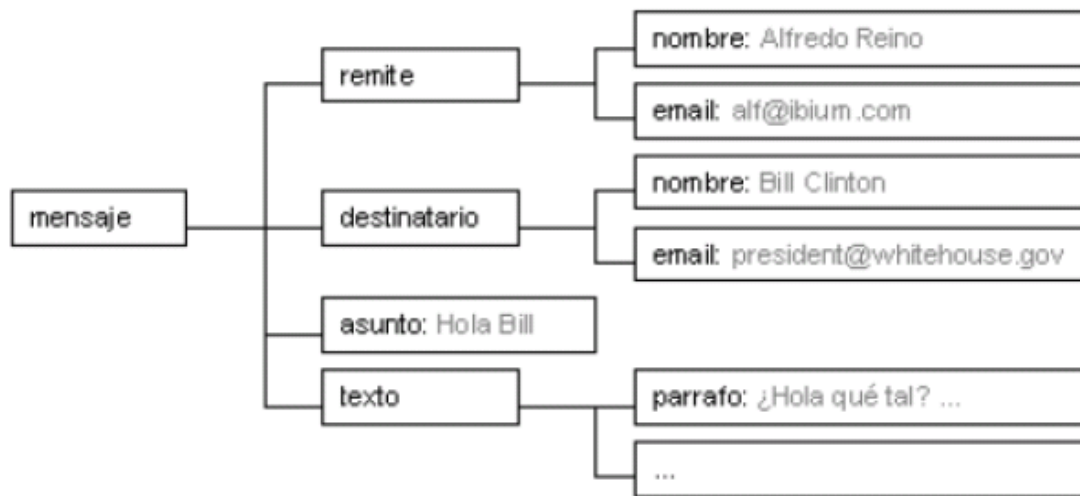 mensaje
remite
nombre: Alfredo Reino
email: alf@ibium.com
destinatario
nombre: Bill Clinton
email: president@whitehouse.gov
asunto: Hola Bill
texto
parrafo: ¿Hola qué tal? ...
...